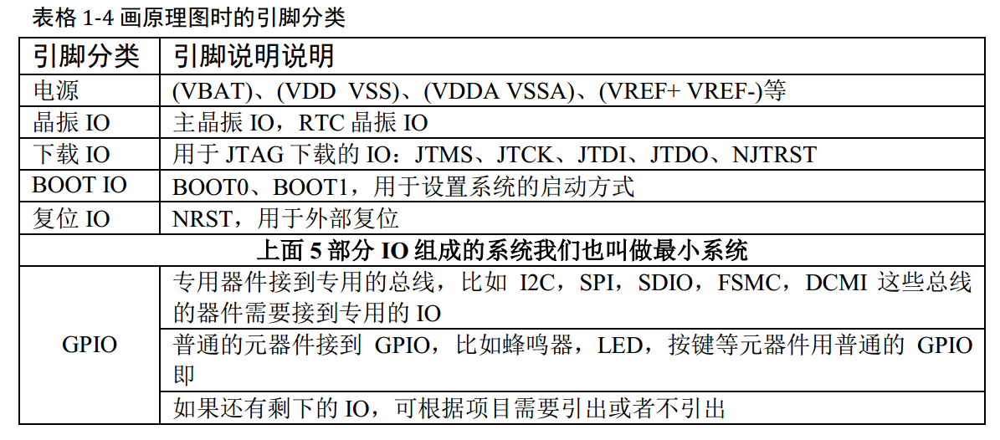 表格 1-4 画原理图时的引脚分类
引脚分类 引脚说明说明
电源 (VBAT)、(VDD VSS)、(VDDA VSSA)、(VREF+ VREF-)等
晶振 IO 主晶振 IO，RTC 晶振 IO
下载 IO 用于 JTAG 下载的 IO：JTMS、JTCK、JTDI、JTDO、NJTRST
BOOT IO BOOT0、BOOT1，用于设置系统的启动方式
复位 IO NRST，用于外部复位
上面 5 部分 IO 组成的系统我们也叫做最小系统
GPIO
专用器件接到专用的总线，比如 I2C，SPI，SDIO，FSMC，DCMI 这些总线
的器件需要接到专用的 IO
普通的元器件接到 GPIO，比如蜂鸣器，LED，按键等元器件用普通的 GPIO
即
如果还有剩下的 IO，可根据项目需要引出或者不引出